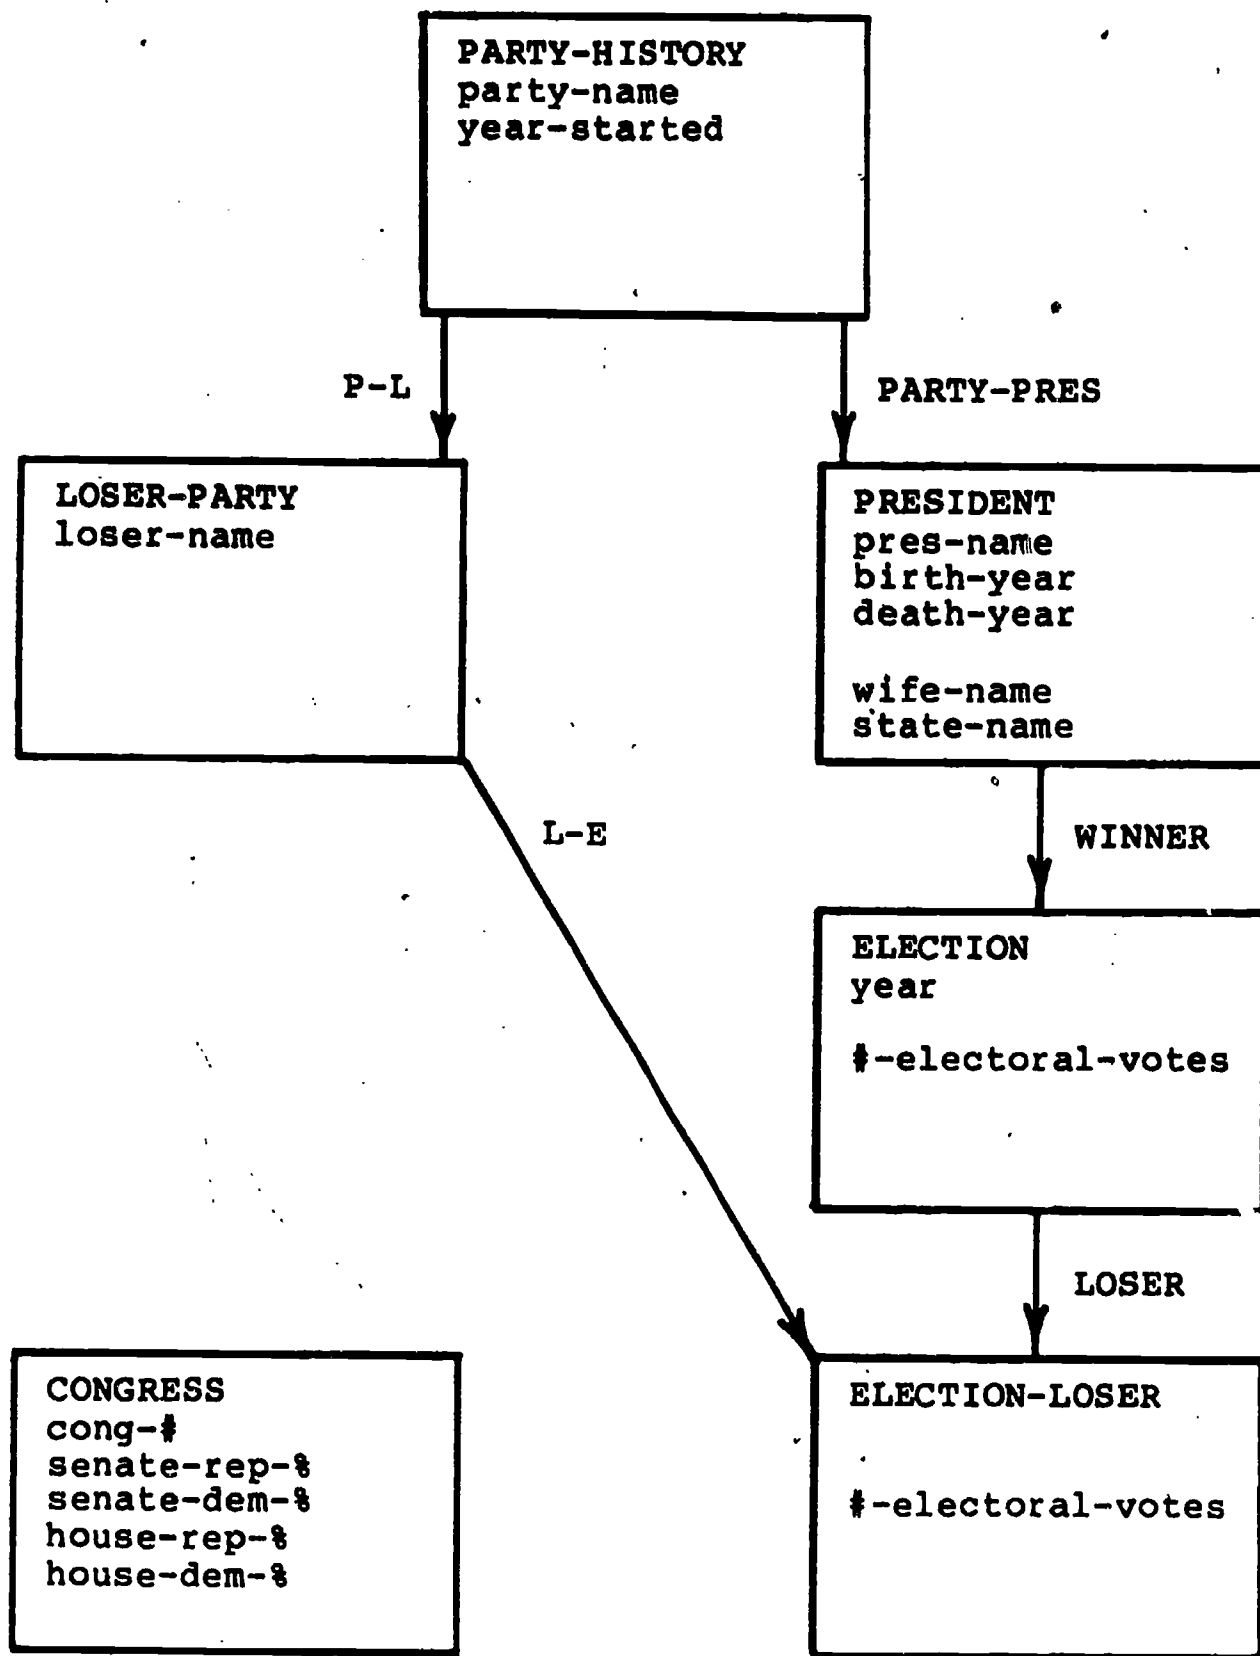 PARTY-HISTORY
party-name
year-started
P-L
PARTY-PRES
LOSER-PARTY
loser-name
PRESIDENT
pres-name
birth-year
death-year
wife-name
state-name
L-E
WINNER
ELECTION
year
#-electoral-votes
LOSER
CONGRESS
cong-#
senate-rep-%
senate-dem-%
house-rep-%
house-dem-%
ELECTION-LOSER
#-electoral-votes